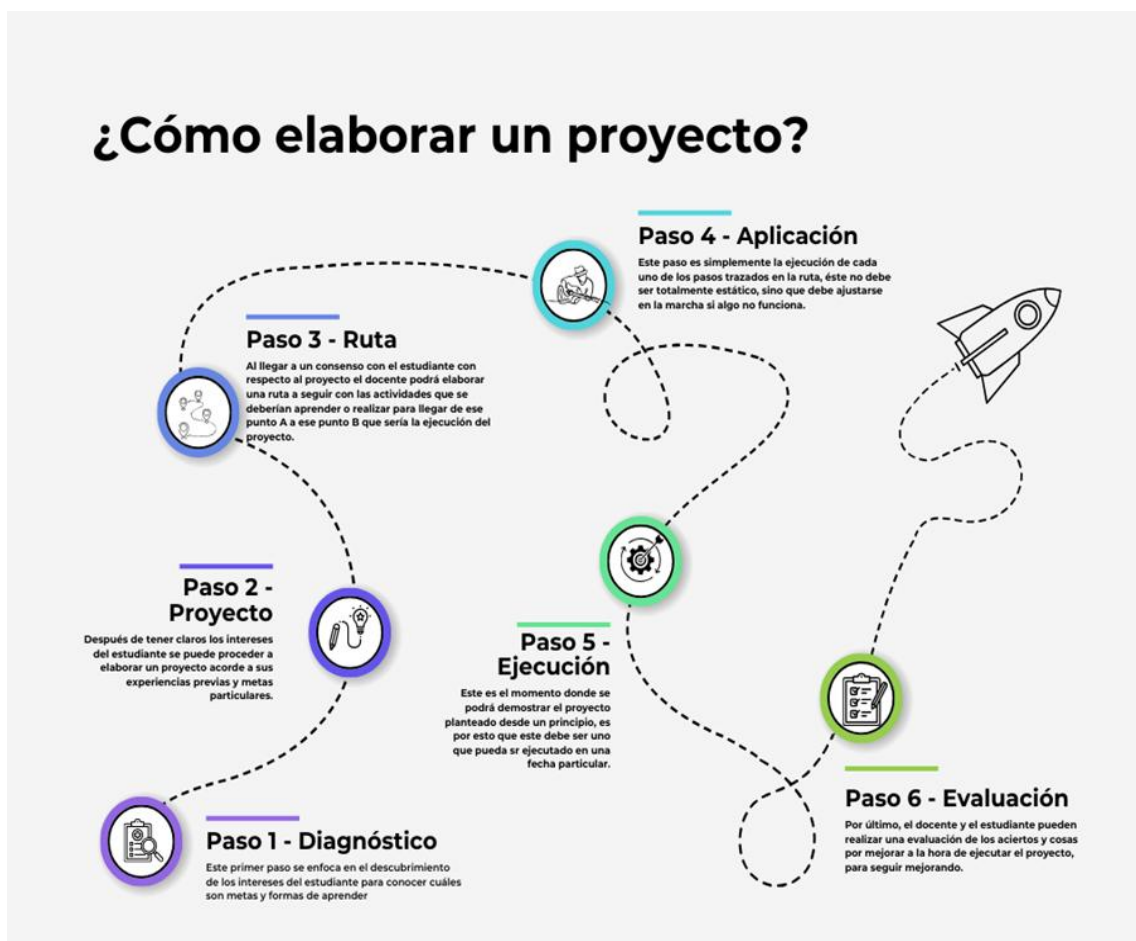 ¿Cómo elaborar un proyecto?
Paso 4 - Aplicación
Este paso es simplemente la ejecución de cada
uno de los pasos trazados en la ruta, éste no debe
ser totalmente estático, sino que debe ajustarse
en la marcha si algo no funciona.
Paso 3 - Ruta
Al llegar a un consenso con el estudiante con
respecto al proyecto el docente podrá elaborar
una ruta a seguir con las actividades que se
deberían aprender o realizar para llegar de ese
punto A a ese punto B que sería la ejecución del
proyecto.
Paso 2 -
Proyecto
Después de tener claros los intereses
del estudiante se puede proceder a
elaborar un proyecto acorde a sus
experiencias previas y metas
particulares.
Paso 5 -
Ejecución
Este es el momento donde se
podrá demostrar el proyecto
planteado desde un principio, es
por esto que este debe ser uno
que pueda sr ejecutado en una
fecha particular.
Paso 1 - Diagnóstico
Este primer paso se enfoca en el descubrimiento
de los intereses del estudiante para conocer cuáles
son metas y formas de aprender
Paso 6 - Evaluación
Por último, el docente y el estudiante pueden
realizar una evaluación de los aciertos y cosas
por mejorar a la hora de ejecutar el proyecto,
para seguir mejorando.